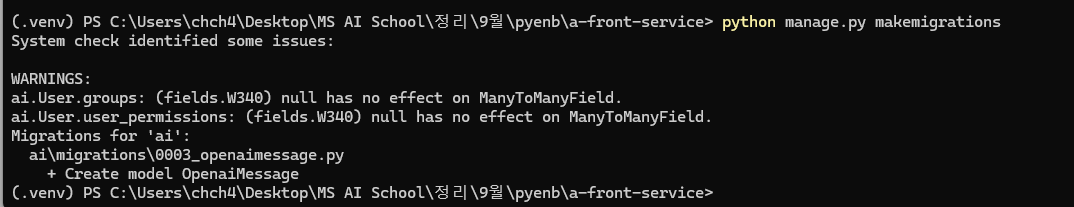 (.venv) PS C:\Users\chch4\Desktop\MS AI School\정리\9월\pyenb\a-front-service> python manage.py makemigrations
System check identified some issues:
WARNINGS:
ai.User.groups: (fields.W340) null has no effect on ManyToManyField.
ai.User.user_permissions: (fields.W340) null has no effect on ManyToManyField.
Migrations for 'ai':
  ai\migrations\0003_openaimessage.py
    + Create model OpenaiMessage
(.venv) PS C:\Users\chch4\Desktop\MS AI School\정리\9월\pyenb\a-front-service>